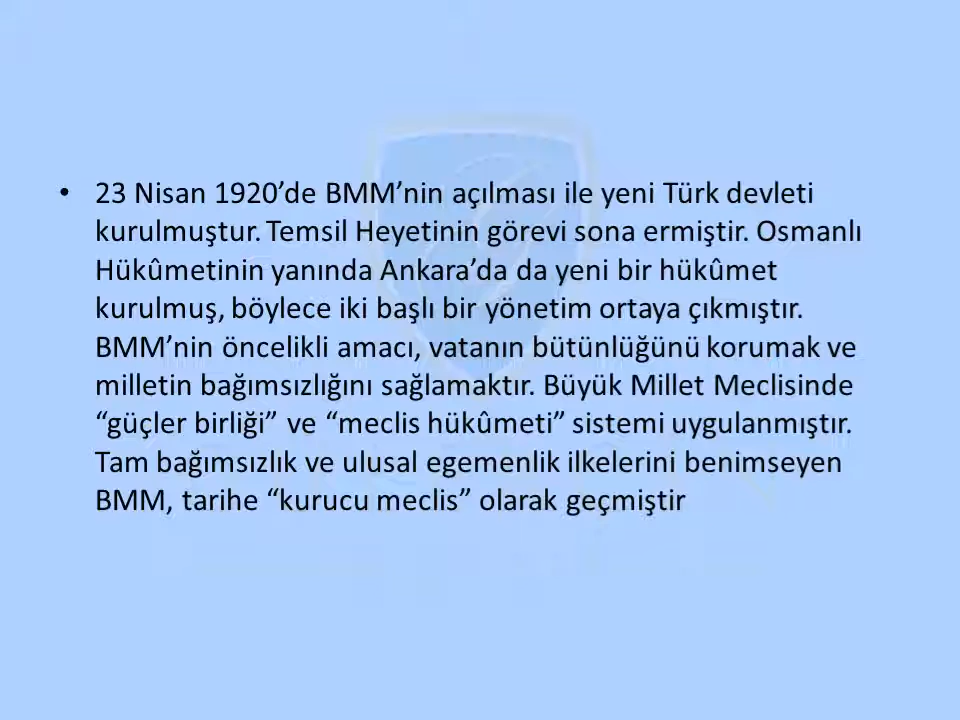 • 23 Nisan 1920’de BMM’nin açılması ile yeni Türk devleti
kurulmuştur. Temsil Heyetinin görevi sona ermiştir. Osmanlı
Hükûmetinin yanında Ankara’da da yeni bir hükûmet
kurulmuş, böylece iki başlı bir yönetim ortaya çıkmıştır.
BMM’nin öncelikli amacı, vatanın bütünlüğünü korumak ve
milletin bağımsızlığını sağlamaktır. Büyük Millet Meclisinde
“güçler birliği” ve “meclis hükûmeti” sistemi uygulanmıştır.
Tam bağımsızlık ve ulusal egemenlik ilkelerini benimseyen
BMM, tarihe “kurucu meclis” olarak geçmiştir